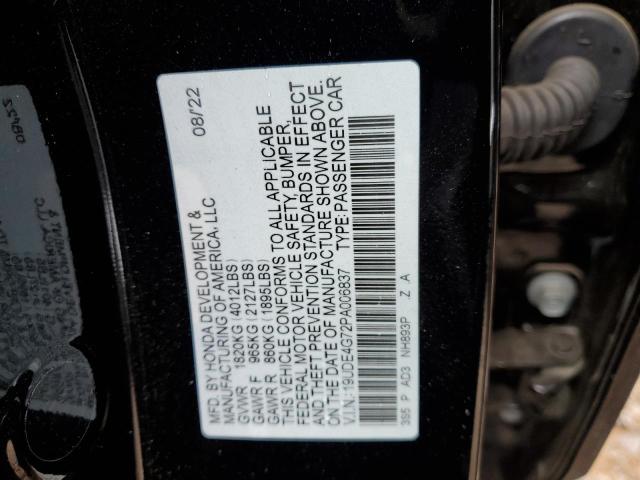 MFD. BY HONDA DEVELOPMENT & 08/22
MANUFACTURING OF AMERICA, LLC
GVWR 1820KG (4012LBS)
GAWR F 965KG (2127LBS)
GAWR R 860KG (1895LBS)
THIS VEHICLE CONFORMS TO ALL APPLICABLE
FEDERAL MOTOR VEHICLE SAFETY, BUMPER,
AND THEFT PREVENTION STANDARDS IN EFFECT
ON THE DATE OF MANUFACTURE SHOWN ABOVE.
V.I.N.: 19UDE4G72PA006837 TYPE: PASSENGER CAR
3S5 P AD3 NH893P Z A